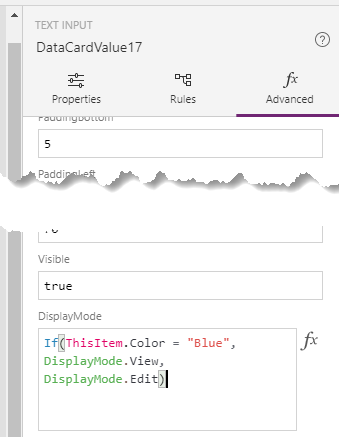 TEXT INPUT
DataCardValue17
?
Properties
Rules
fx
Advanced
PaddingBottom
5
PaddingLeft
Visible
true
DisplayMode
If(ThisItem.Color = "Blue",
DisplayMode.View,
DisplayMode.Edit)
fx